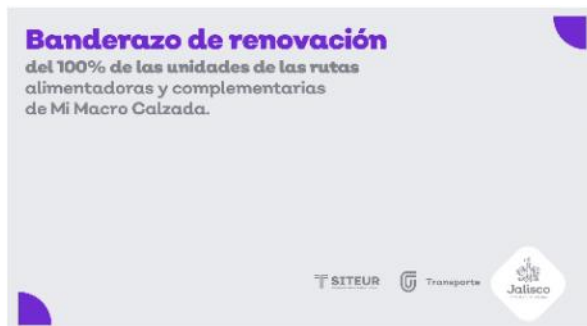 Banderazo de renovación
del 100% de las unidades de las rutas
alimentadoras y complementarias
de Mi Macro Calzada.
SITEUR
Transporte
Jalisco